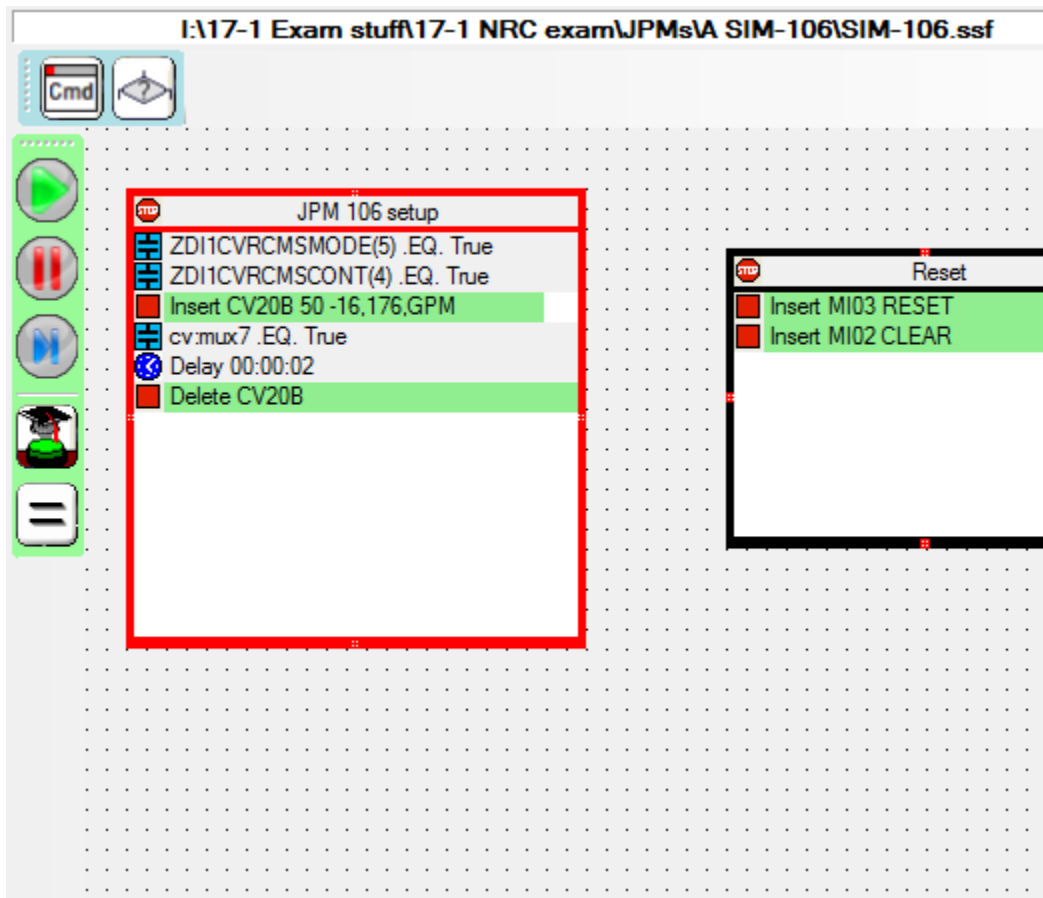 I:\17-1 Exam stuff\17-1 NRC exam\JPMs\A SIM-106\SIM-106.ssf
Cmd
?
STOP
JPM 106 setup
ZDI1CVRCMSMODE(5) .EQ. True
ZDI1CVRCMSCONT(4) .EQ. True
Insert CV20B 50 -16,176,GPM
cv:mux7 .EQ. True
Delay 00:00:02
Delete CV20B
STOP
Reset
Insert MI03 RESET
Insert MI02 CLEAR